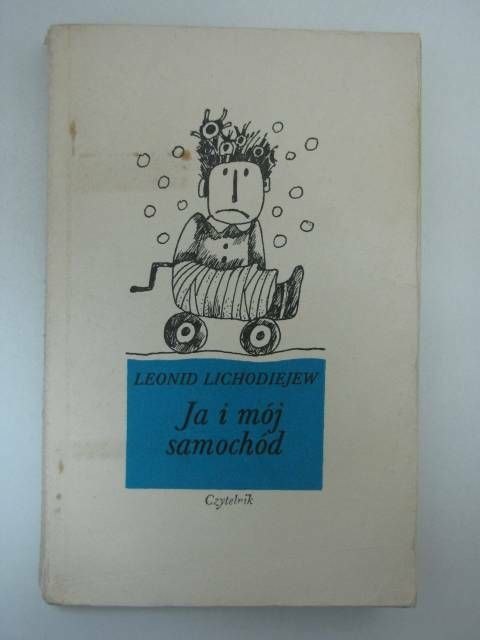 LEONID LICHODIEJEW
Ja i mój
samochód
Czytelnik